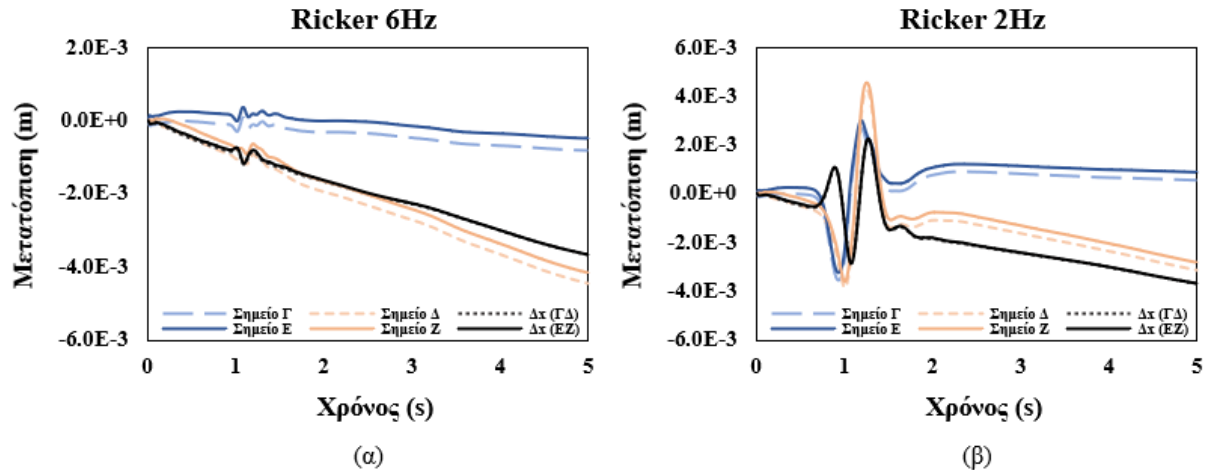 Ricker 6Hz
2.0E-3
0.0E+0
-2.0E-3
-4.0E-3
-6.0E-3
Μετατόπιση (m)
Σημείο Γ Σημείο Δ Δx (ΓΔ)
Σημείο Ε Σημείο Ζ Δx (ΕΖ)
0 1 2 3 4 5
Χρόνος (s)
(α)
Ricker 2Hz
6.0E-3
4.0E-3
2.0E-3
0.0E-3
-2.0E-3
-4.0E-3
-6.0E-3
Μετατόπιση (m)
Σημείο Γ Σημείο Δ Δx (ΓΔ)
Σημείο Ε Σημείο Ζ Δx (ΕΖ)
0 1 2 3 4 5
Χρόνος (s)
(β)